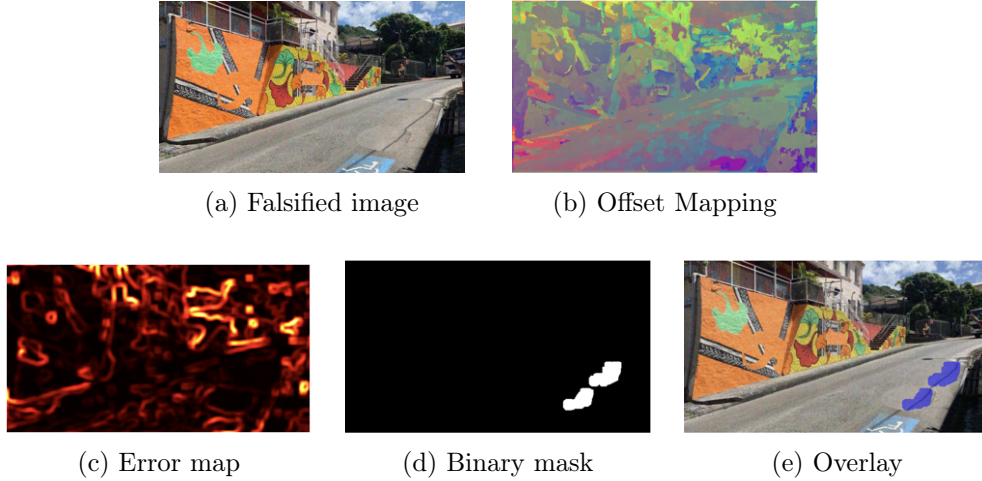 (a) Falsified image
(b) Offset Mapping
(c) Error map
(d) Binary mask
(e) Overlay